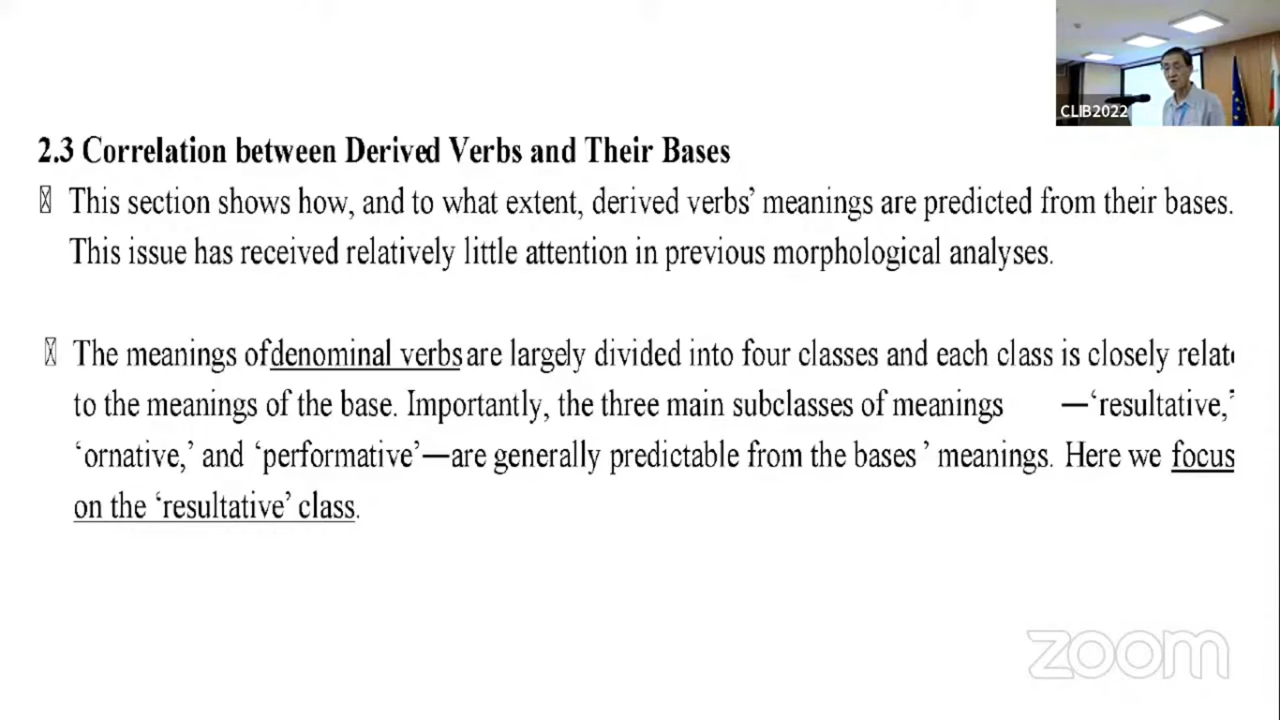 CLIB2022
2.3 Correlation between Derived Verbs and Their Bases
This section shows how, and to what extent, derived verbs’ meanings are predicted from their bases.
This issue has received relatively little attention in previous morphological analyses.
The meanings of denominal verbs are largely divided into four classes and each class is closely relat
to the meanings of the base. Importantly, the three main subclasses of meanings —‘resultative,’
‘ornative,’ and ‘performative’—are generally predictable from the bases ’ meanings. Here we focus
on the ‘resultative’ class.
zoom